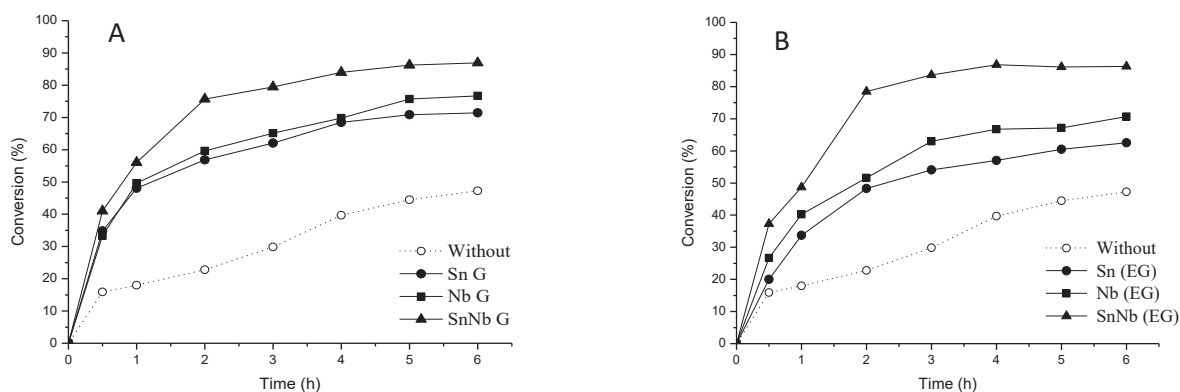 A
100
90
80
70
60
50
40
30
20
10
0
Conversion (%)
0 1 2 3 4 5 6
Time (h)
Without
Sn G
Nb G
SnNb G
B
100
90
80
70
60
50
40
30
20
10
0
Conversion (%)
0 1 2 3 4 5 6
Time (h)
Without
Sn (EG)
Nb (EG)
SnNb (EG)